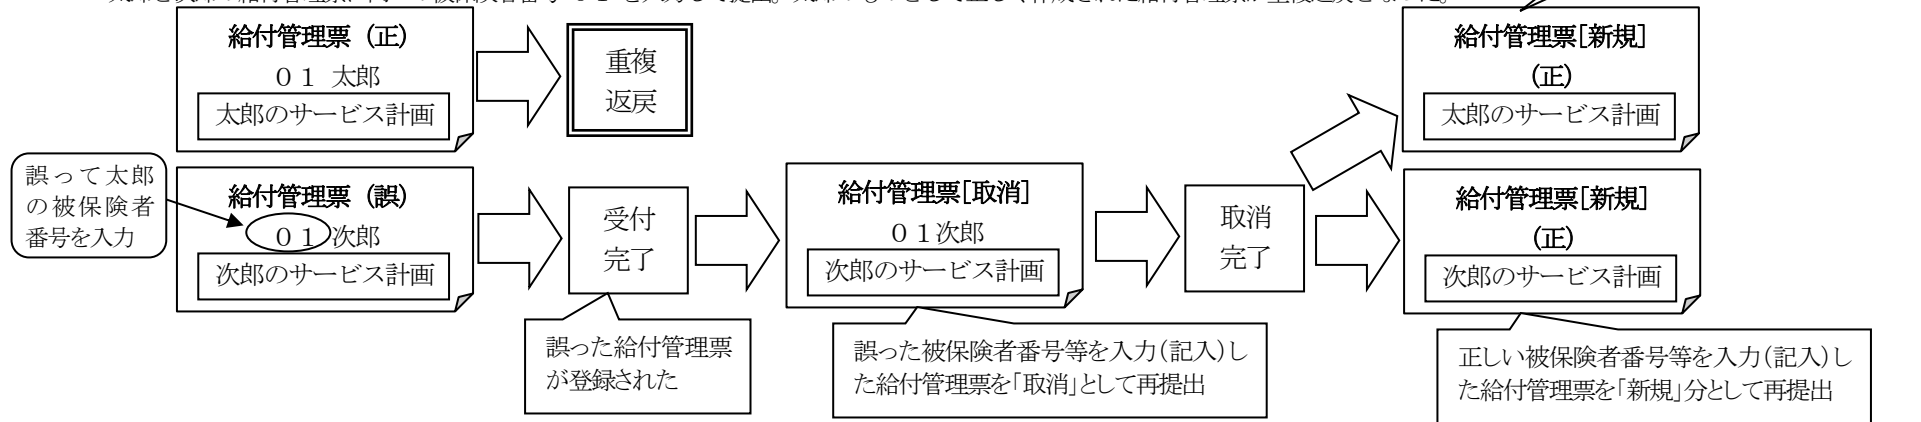 給付管理票（正）
０１ 太郎
太郎のサービス計画
重複
返戻
給付管理票[新規]
（正）
太郎のサービス計画
誤って太郎
の被保険者
番号を入力
給付管理票（誤）
０１次郎
次郎のサービス計画
受付
完了
給付管理票[取消]
０１次郎
次郎のサービス計画
取消
完了
給付管理票[新規]
（正）
次郎のサービス計画
誤った給付管理票
が登録された
誤った被保険者番号等を入力（記入）し
た給付管理票を「取消」として再提出
正しい被保険者番号等を入力（記入）し
た給付管理票を「新規」分として再提出